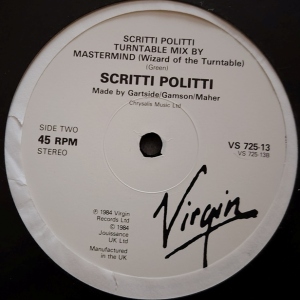 SCRITTI POLITTI
TURNTABLE MIX BY
MASTERMIND (Wizard of the Turntable)
(Green)
SCRITTI POLITTI
Made by Gartside/Gamson/Maher
Chrysalis Music Ltd
SIDE TWO
45 RPM
STEREO
VS 725-13
VS 725-13B
℗ 1984 Virgin
Records Ltd
© 1984
Jouissance
UK Ltd
Manufactured
in the UK
Virgin